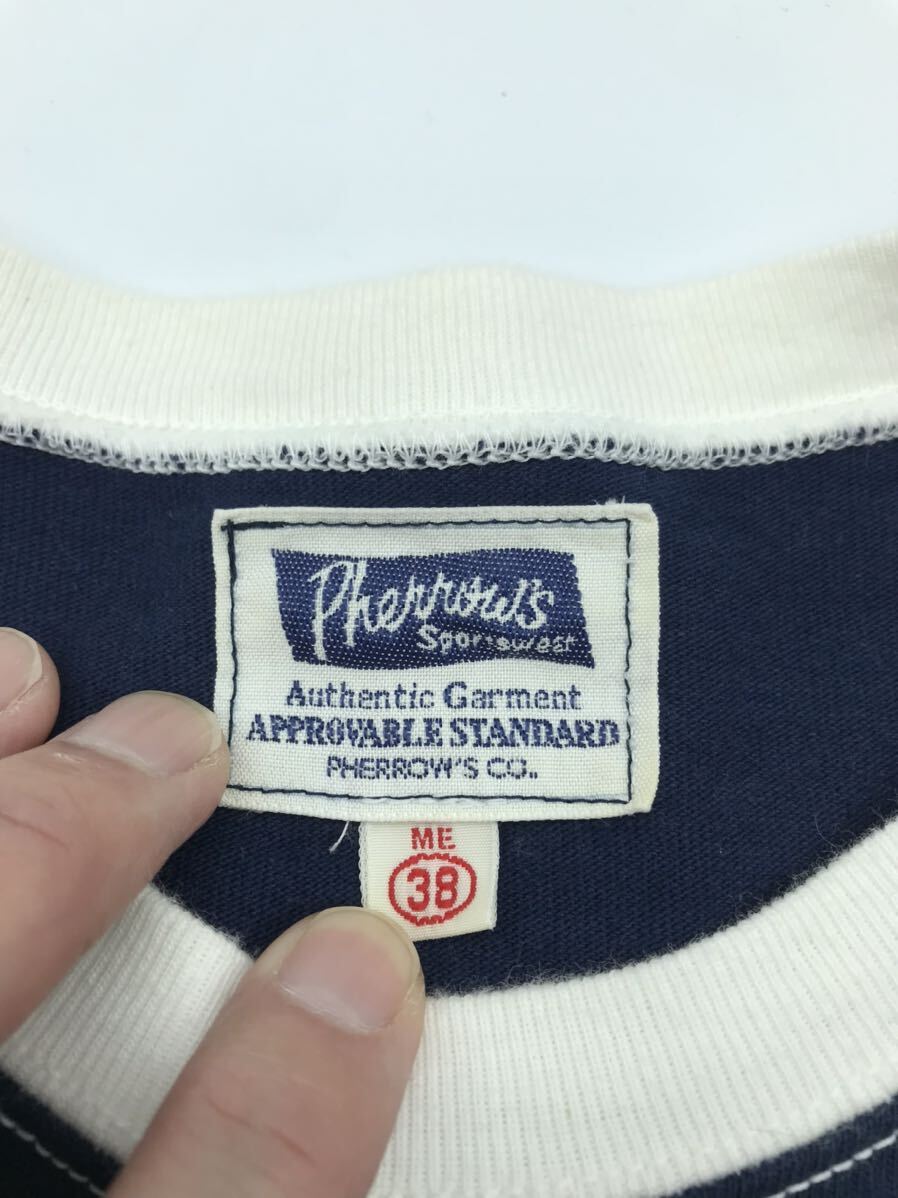 Pherrow's
Sportswear
Authentic Garment
APPROVABLE STANDARD
PHERROW'S CO.,
ME
38